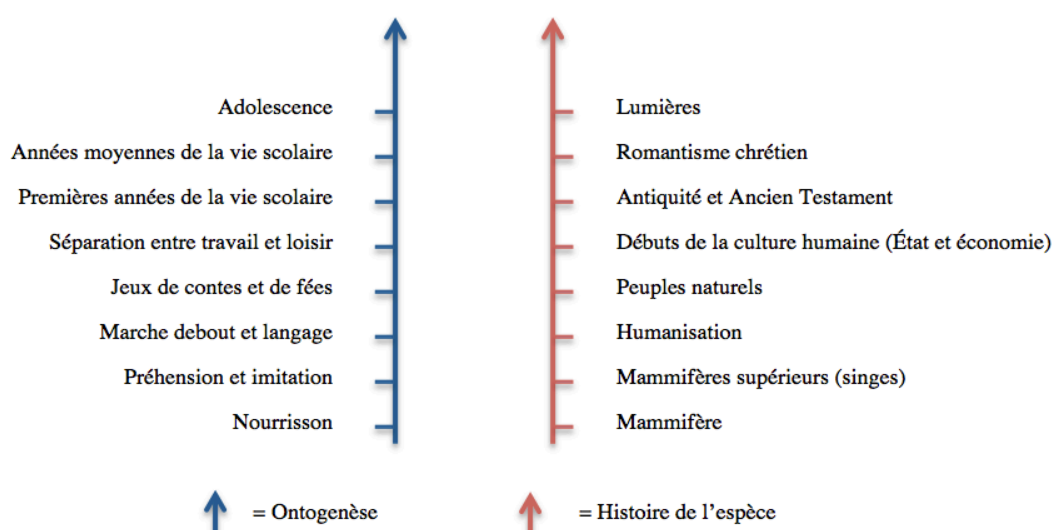 Adolescence
Lumières
Années moyennes de la vie scolaire
Romantisme chrétien
Premières années de la vie scolaire
Antiquité et Ancien Testament
Séparation entre travail et loisir
Débuts de la culture humaine (État et économie)
Jeux de contes et de fées
Peuples naturels
Marche debout et langage
Humanisation
Préhension et imitation
Mammifères supérieurs (singes)
Nourrisson
Mammifère
= Ontogenèse
= Histoire de l’espèce